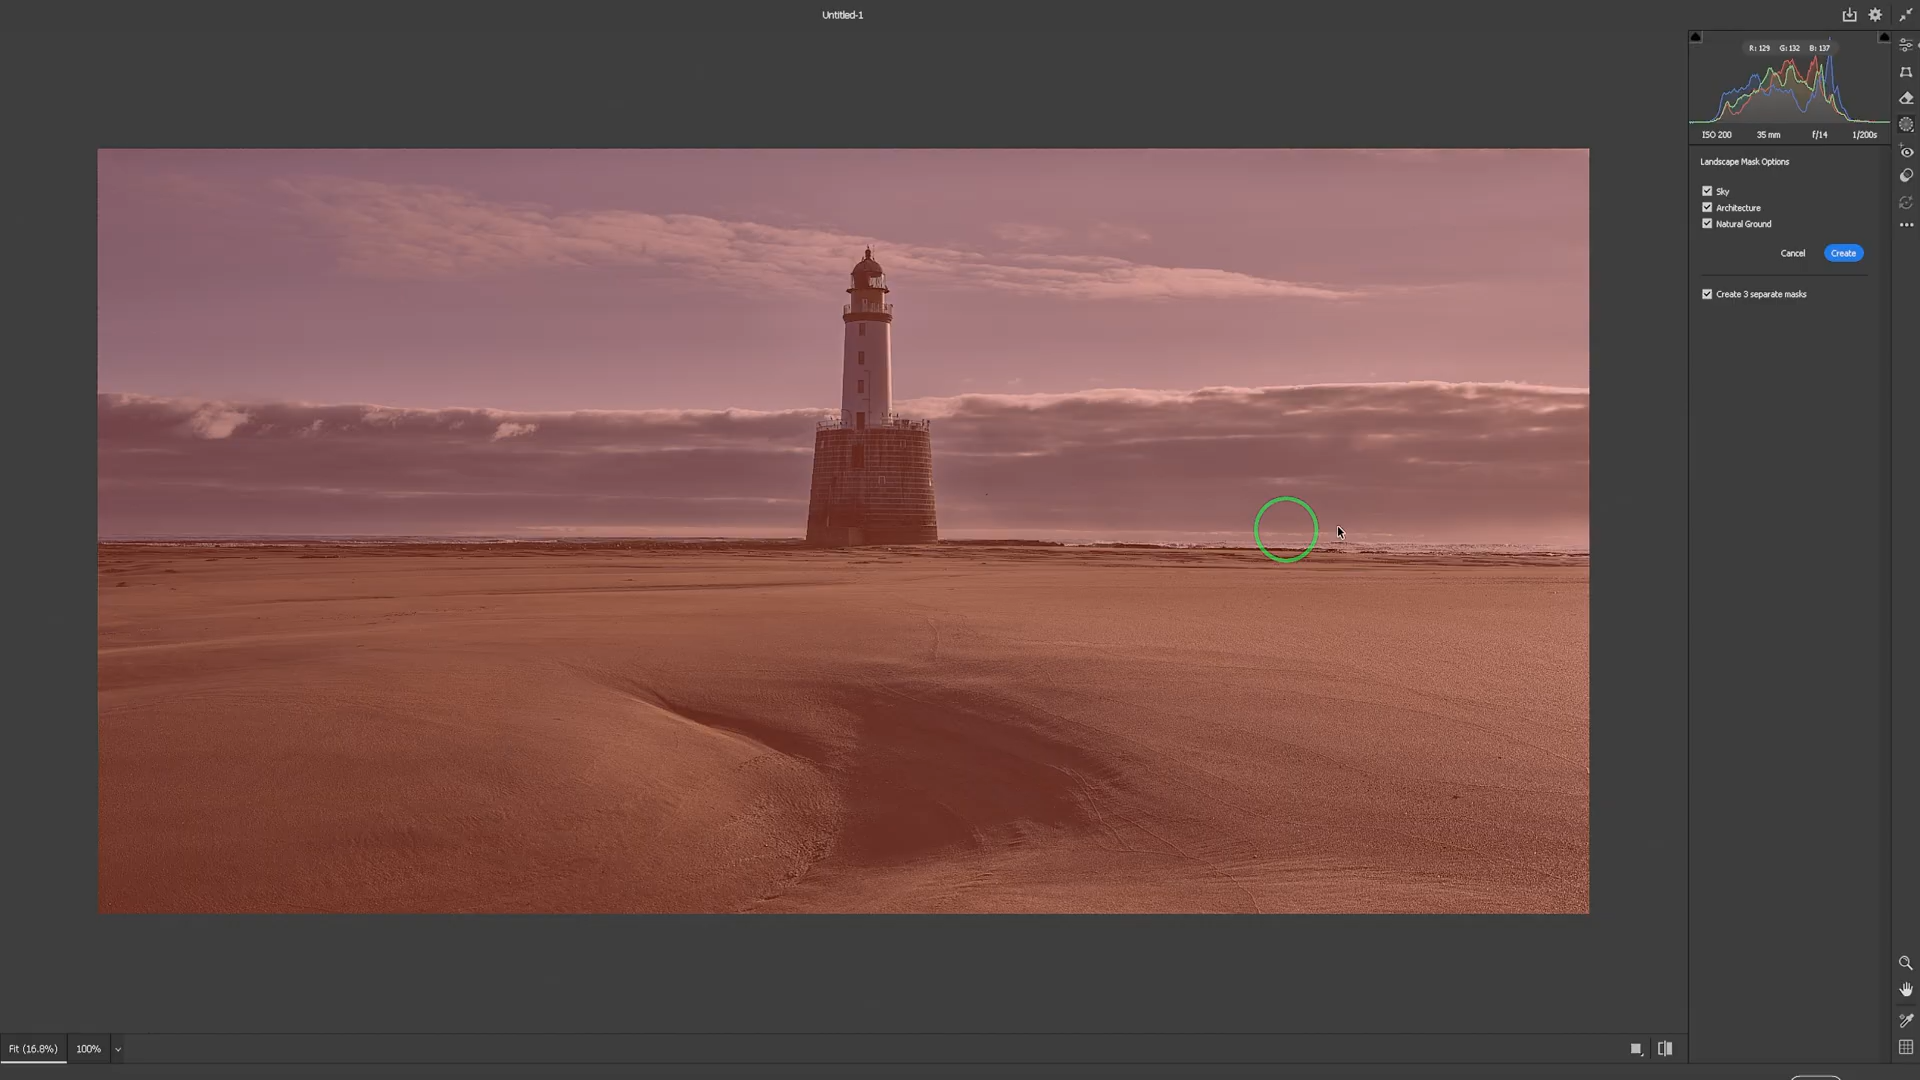 Untitled-1
R: 129 G: 132 B: 137
ISO 200 35 mm f/14 1/200s
Landscape Mask Options
Sky
Architecture
Natural Ground
Cancel Create
Create 3 separate masks
Fit (16.8%) 100%